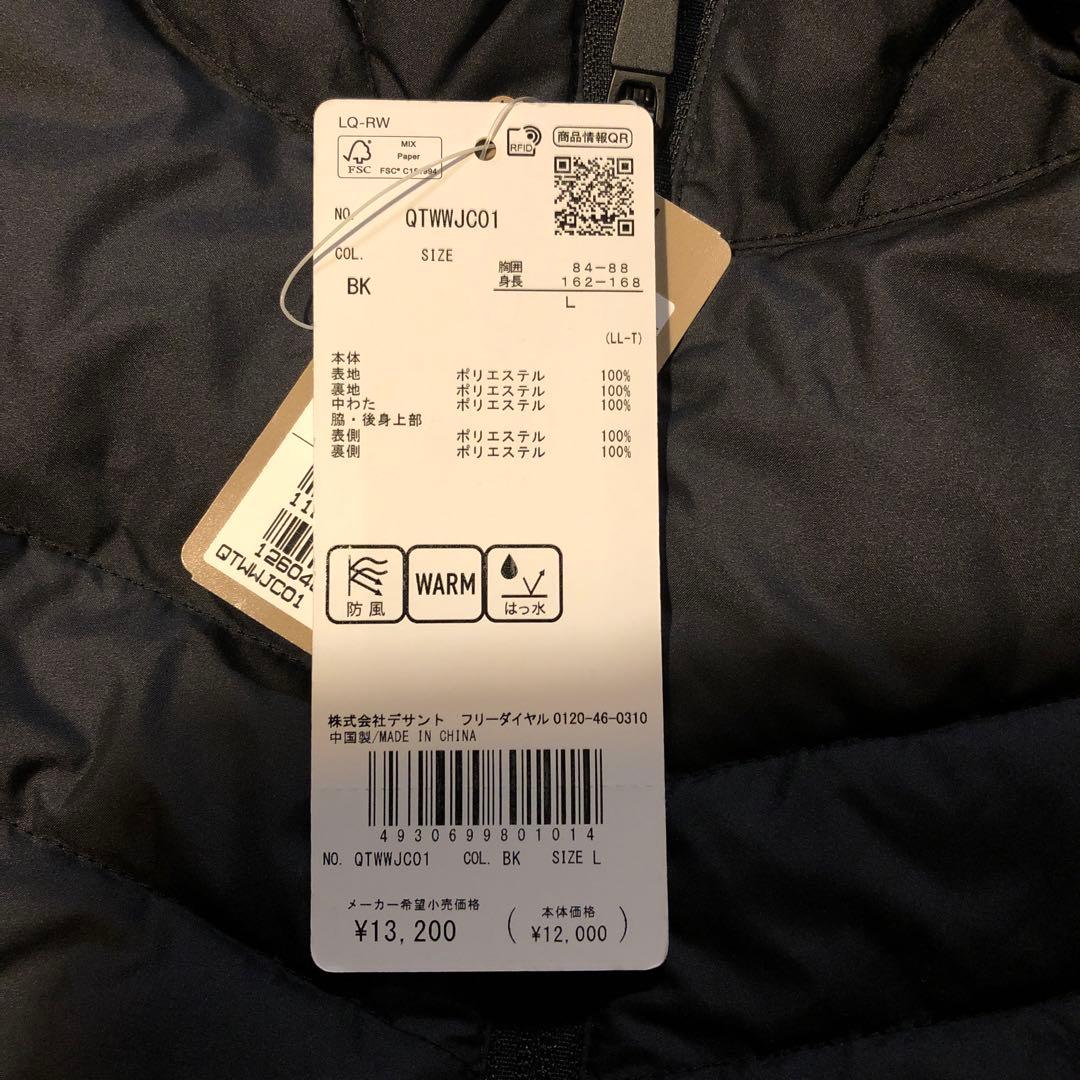 LQ-RW
MIX
Paper
FSC
RFID
商品情報QR
NO. QTWWJC01
COL. SIZE
BK
胸囲 84-88
身長 162-168
L
(LL-T)
本体
表地 ポリエステル 100%
裏地 ポリエステル 100%
中わた ポリエステル 100%
脇・後身上部
表側 ポリエステル 100%
裏側 ポリエステル 100%
防風
WARM
はっ水
株式会社デサント フリーダイヤル 0120-46-0310
中国製/MADE IN CHINA
4930699801014
NO. QTWWJC01 COL. BK SIZE L
メーカー希望小売価格
¥13,200
(本体価格
¥12,000)
QTWWJC01